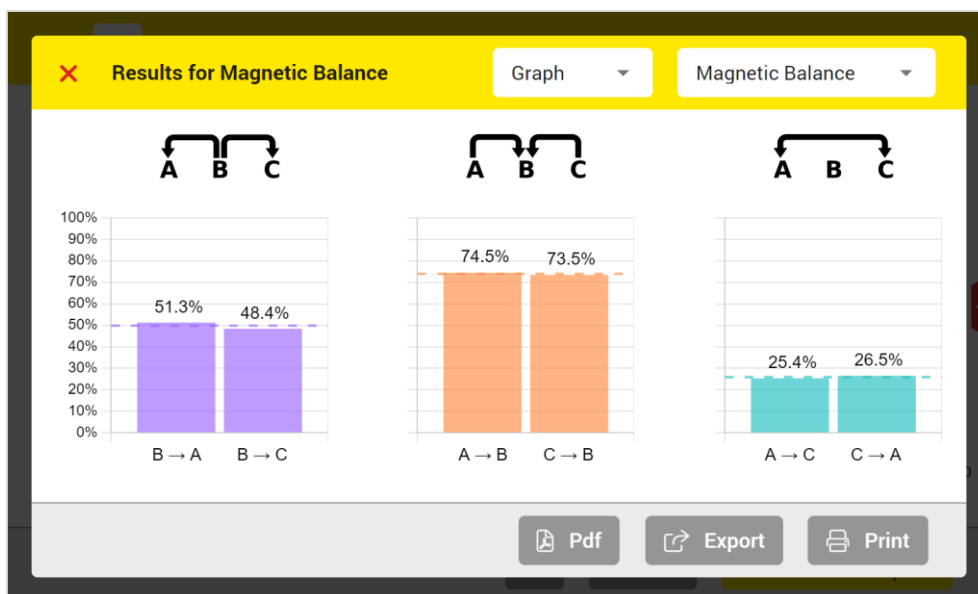 Results for Magnetic Balance
Graph
Magnetic Balance
A B C
A B C
A B C
100%
90%
80%
70%
60%
50%
40%
30%
20%
10%
0%
51.3%
48.4%
B → A
B → C
74.5%
73.5%
A → B
C → B
25.4%
26.5%
A → C
C → A
Pdf
Export
Print